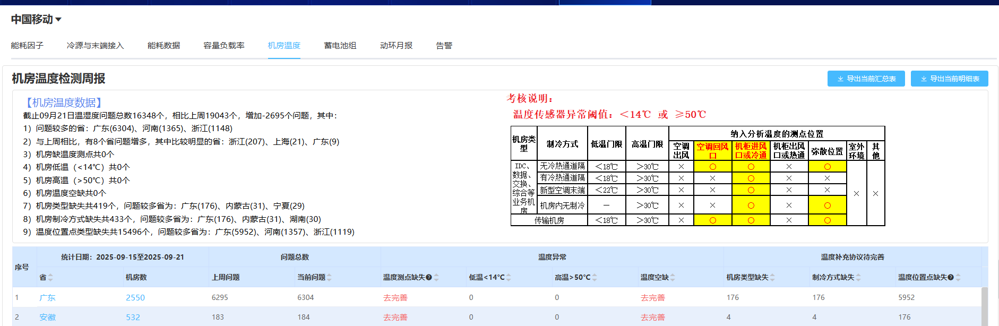 中国移动
能耗因子 冷源与末端接入 能耗数据 容量负载率 机房温度 蓄电池组 动环月报 告警
机房温度检测周报
导出当前汇总表 导出当前明细表
【机房温度数据】
截止09月21日温湿度问题总数16348个，相比上周19043个，增加-2695个问题，其中：
1）问题较多的省：广东(6304)、河南(1365)、浙江(1148)
2）与上周相比，有8个省问题增多，其中比较明显的省：浙江(207)、上海(21)、广东(9)
3）机房缺温度测点共0个
4）机房低温（<14℃）共0个
5）机房高温（>50℃）共0个
6）机房温度空缺共0个
7）机房类型缺失共419个，问题较多省为：广东(176)、内蒙古(31)、宁夏(29)
8）机房制冷方式缺失共433个，问题较多省为：广东(176)、内蒙古(31)、湖南(30)
9）温度位置点类型缺失共15496个，问题较多省为：广东(5952)、河南(1357)、浙江(1119)
考核说明：
温度传感器异常阈值：＜14℃ 或 ≥50℃
纳入分析温度的测点位置
机房类型 制冷方式 低温门限 高温门限 空调出风 空调回风口 机柜进风口或冷通 机柜出风口或热通 弥散位置 室外环境 其他
IDC、数据、交换、综合等业务机房
无冷热通道隔 ＜18℃ ＞30℃ × ○ ○ × ○
有冷热通道隔 ＜18℃ ＞30℃ × × ○ × ×
新型空调末端 ＜22℃ ＞30℃ × × ○ × ×
机房内无制冷 － ＞30℃ × × ○ × ○
传输机房 ＜18℃ ＞30℃ × ○ ○ × ○
× ×
序号 统计日期：2025-09-15至2025-09-21 问题总数 温度异常 温度补充协议待完善
省 机房数 上周问题 当前问题 温度测点缺失 低温<14℃ 高温>50℃ 温度空缺 机房类型缺失 制冷方式缺失 温度位置点缺失
1 广东 2550 6295 6304 去完善 0 0 去完善 176 176 5952
2 安徽 532 183 184 去完善 0 0 去完善 4 4 176